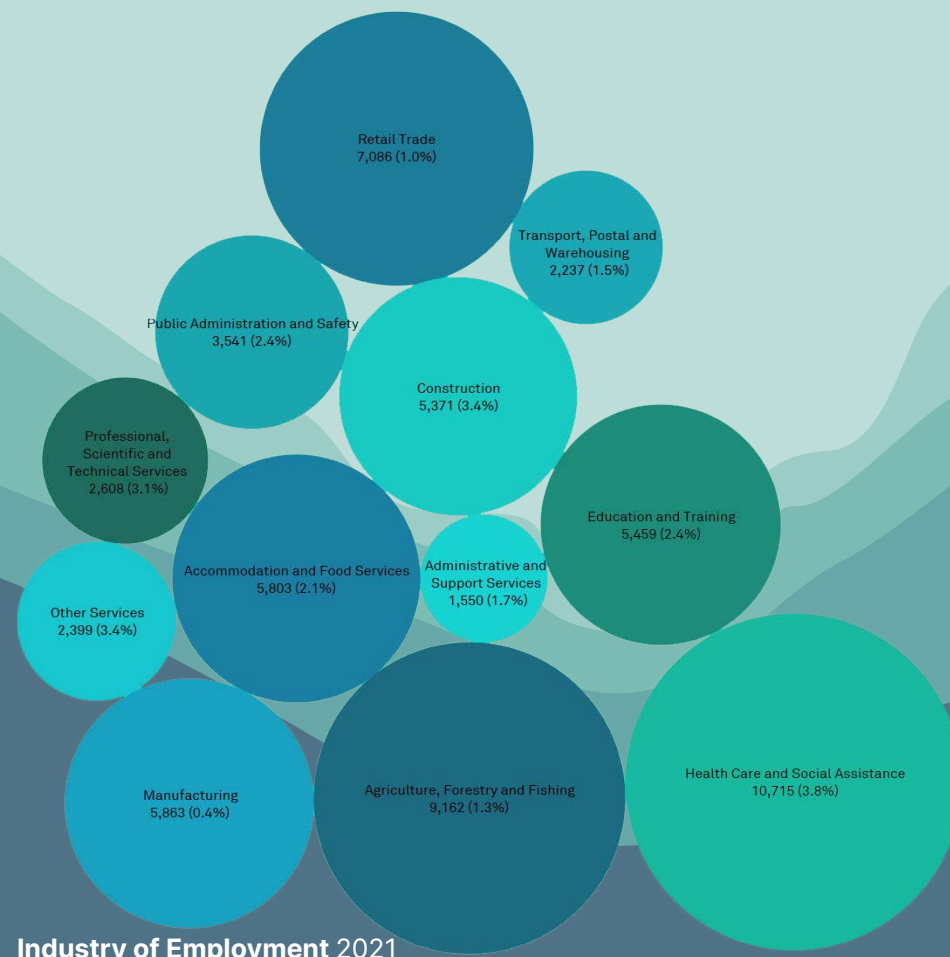 Retail Trade
7,086 (1.0%)
Transport, Postal and
Warehousing
2,237 (1.5%)
Public Administration and Safety
3,541 (2.4%)
Construction
5,371 (3.4%)
Professional,
Scientific and
Technical Services
2,608 (3.1%)
Education and Training
5,459 (2.4%)
Accommodation and Food Services
5,803 (2.1%)
Administrative and
Support Services
1,550 (1.7%)
Other Services
2,399 (3.4%)
Manufacturing
5,863 (0.4%)
Agriculture, Forestry and Fishing
9,162 (1.3%)
Health Care and Social Assistance
10,715 (3.8%)
Industry of Employment 2021